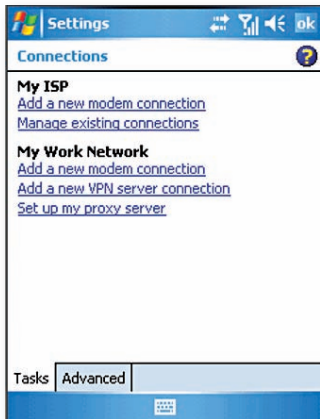 Settings
ok
Connections
?
My ISP
Add a new modem connection
Manage existing connections
My Work Network
Add a new modem connection
Add a new VPN server connection
Set up my proxy server
Tasks Advanced